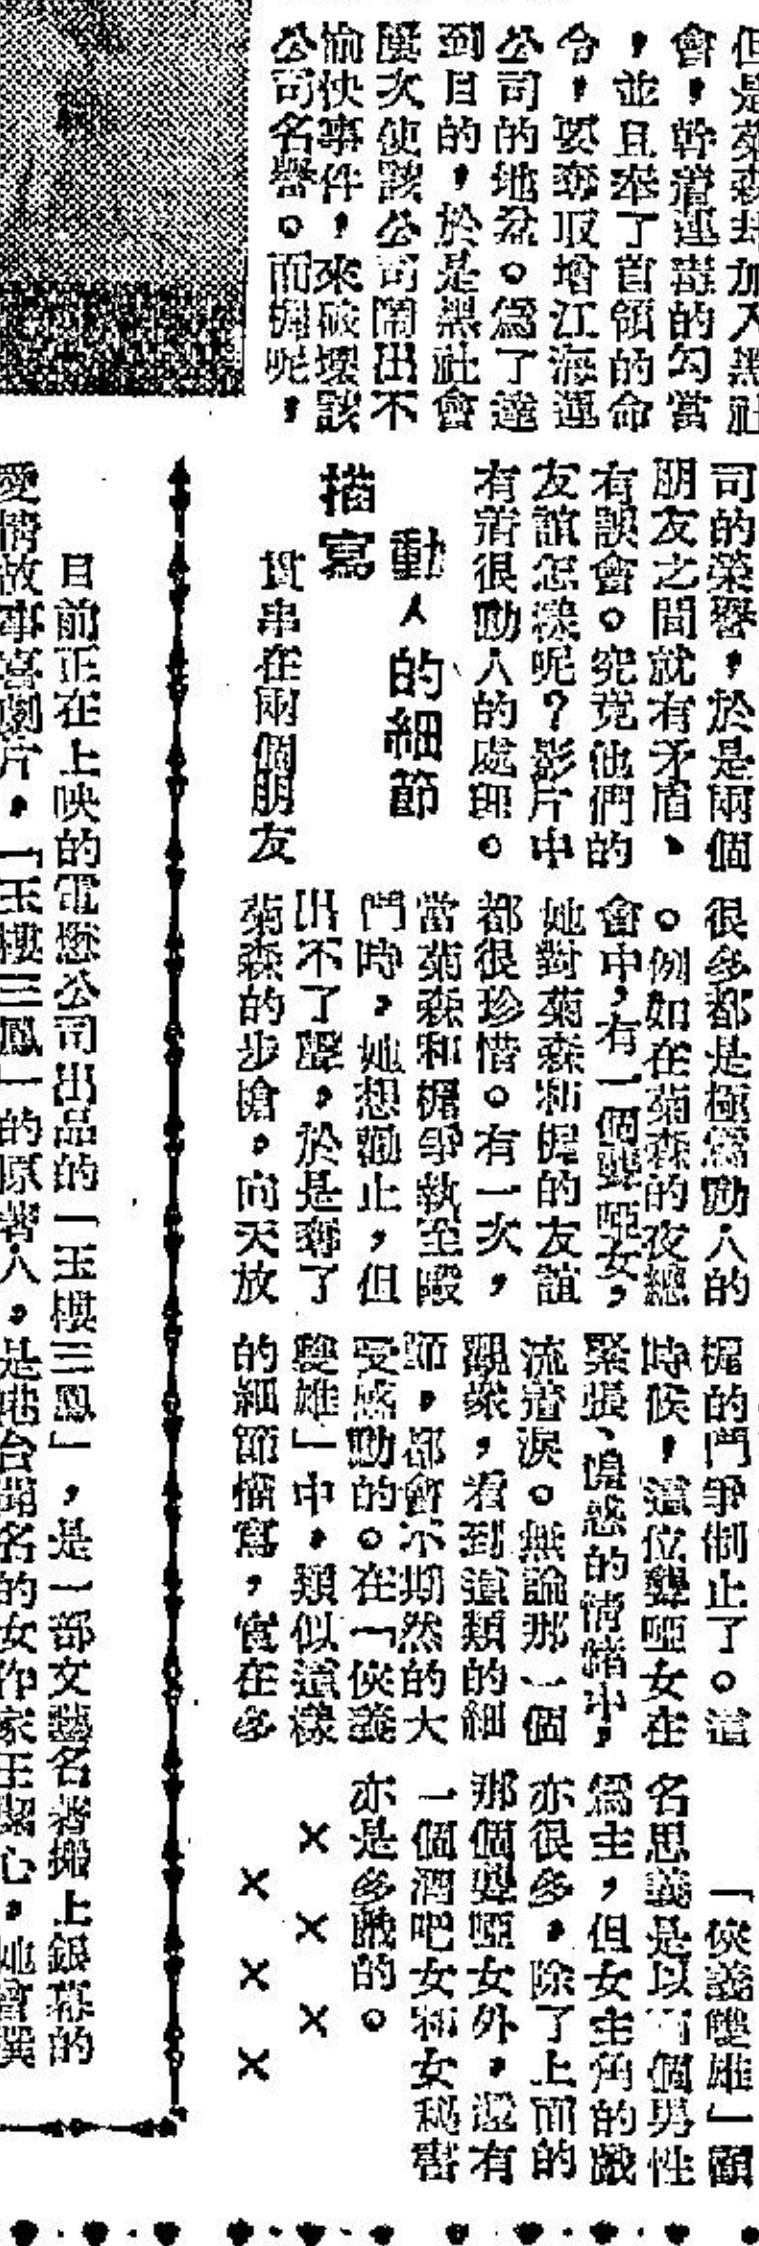 但是菊森却加入黑社
會，幹着運毒的勾當
，並且奉了首領的命
令，要奪取增江海運
公司的地盆。爲了達
到目的，於是黑社會
屢次使該公司鬧出不
愉快事件，來破壞該
公司名譽。而樨呢，
司的榮譽，於是兩個
朋友之間就有矛盾、
有誤會。究竟他們的
友誼怎樣呢？影片中
有着很動人的處理。
動人的細節
描寫
貫串在兩個朋友
很多都是極爲動人的
。例如在菊森的夜總
會中，有一個聾啞女，
她對菊森和樨的友誼
都很珍惜。有一次，
當菊森和樨爭執至毆
鬥時，她想勸止，但
出不了聲，於是奪了
菊森的步槍，向天放
樨的鬥爭制止了。這
時候，這位聾啞女在
緊張、傷感的情緒中，
流着淚。無論那一個
觀衆，看到這類的細
節，都會不期然的大
受感動的。在「俠義
雙雄」中，類似這樣
的細節描寫，實在多
「俠義雙雄」顧
名思義是以兩個男性
爲主，但女主角的戲
亦很多，除了上面的
那個聾啞女外，還有
一個酒吧女和女秘書
亦是多戲的。
× × ×
× × ×
目前正在上映的電懋公司出品的「玉樓三鳳」，是一部文藝名著搬上銀幕的
愛情故事喜劇片，「玉樓三鳳」的原著人，是港台聞名的女作家王潔心，她曾撰